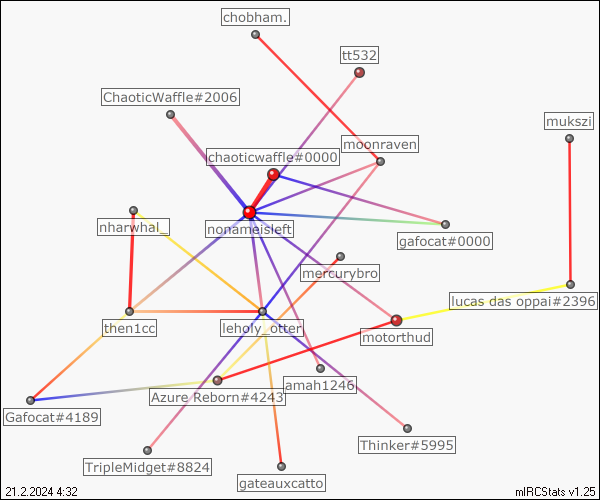 chobham.
tt532
ChaoticWaffle#2006
mukszi
moonraven
chaoticwaffle#0000
nharwhal_
nonameisleft
gafocat#0000
mercurybro
lucas das oppai#2396
then1cc
leholy_otter
motorthud
amah1246
Azure Reborn#4243
Gafocat#4189
Thinker#5995
TripleMidget#8824
gateauxcatto
21.2.2024 4:32
mIRCStats v1.25